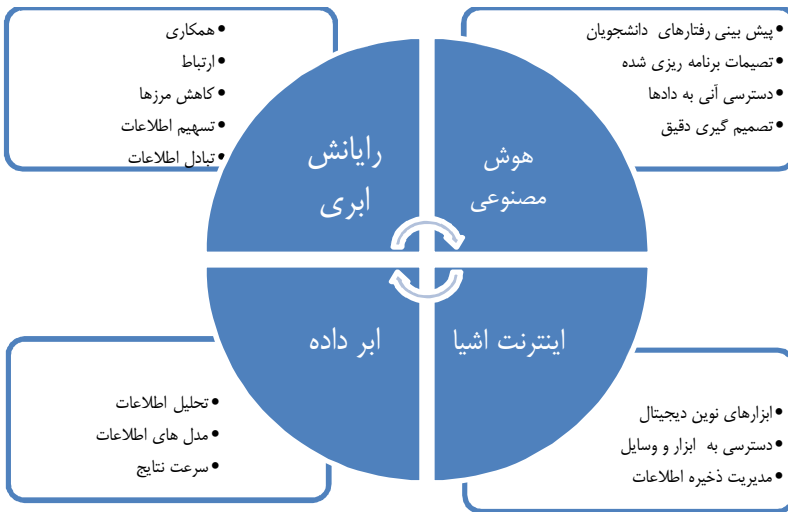 • پیش بینی رفتارهای دانشجویان
• تصیمات برنامه ریزی شده
• دسترسی آنی به دادها
• تصمیم گیری دقیق
هوش
مصنوعی
• همکاری
• ارتباط
• کاهش مرزها
• تسهیم اطلاعات
• تبادل اطلاعات
رایانش
ابری
اینترنت اشیا
• ابزارهای نوین دیجیتال
• دسترسی به ابزار و وسایل
• مدیریت ذخیره اطلاعات
ابر داده
• تحلیل اطلاعات
• مدل های اطلاعات
• سرعت نتایج